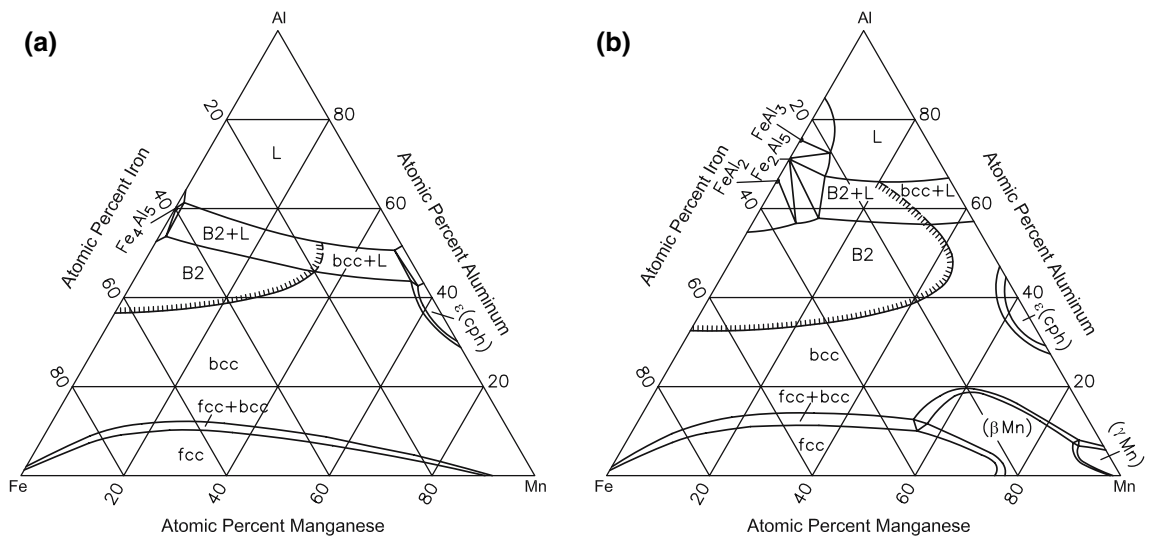 (a)
Al
20
80
L
Atomic Percent Iron
Atomic Percent Aluminum
40
60
Fe4Al5
B2+L
bcc+L
B2
60
40
ε(cph)
bcc
80
20
fcc+bcc
fcc
Fe
Mn
20
40
60
80
Atomic Percent Manganese
(b)
Al
20
80
FeAl3
L
Fe2Al5
FeAl2
Atomic Percent Iron
Atomic Percent Aluminum
B2+L
bcc+L
40
60
B2
60
40
ε(cph)
bcc
80
20
fcc+bcc
(βMn)
(γMn)
fcc
Fe
Mn
20
40
60
80
Atomic Percent Manganese